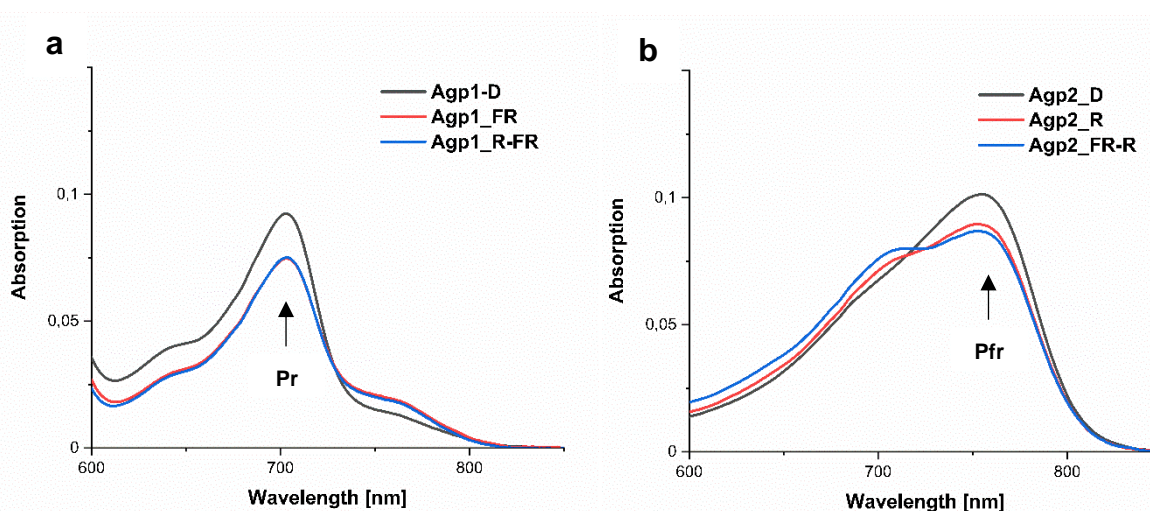 a
Agp1-D
Agp1_FR
Agp1_R-FR
0,1
0,05
0
Absorption
Pr
600
700
800
Wavelength [nm]
b
Agp2_D
Agp2_R
Agp2_FR-R
0,1
0,05
0
Absorption
Pfr
600
700
800
Wavelength [nm]